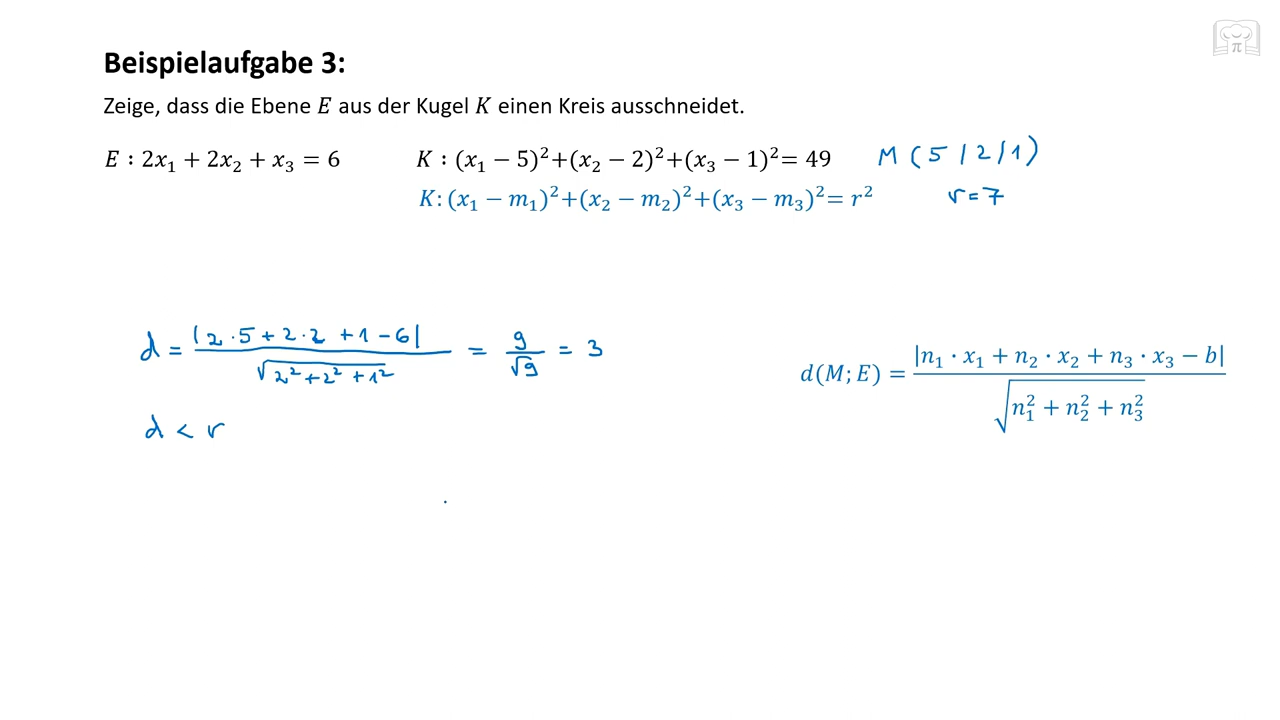 Beispielaufgabe 3:
Zeige, dass die Ebene E aus der Kugel K einen Kreis ausschneidet.
E : 2x₁ + 2x₂ + x₃ = 6 K : (x₁ − 5)²+(x₂ − 2)²+(x₃ − 1)²= 49 M ( 5 / 2 / 1 )
K: (x₁ − m₁)²+(x₂ − m₂)²+(x₃ − m₃)²= r² r = 7
d = |2 · 5 + 2 · 2 + 1 − 6| / √(2² + 2² + 1²) = 9/√9 = 3
d(M; E) = |n₁ · x₁ + n₂ · x₂ + n₃ · x₃ − b| / √(n₁² + n₂² + n₃²)
d < r
π